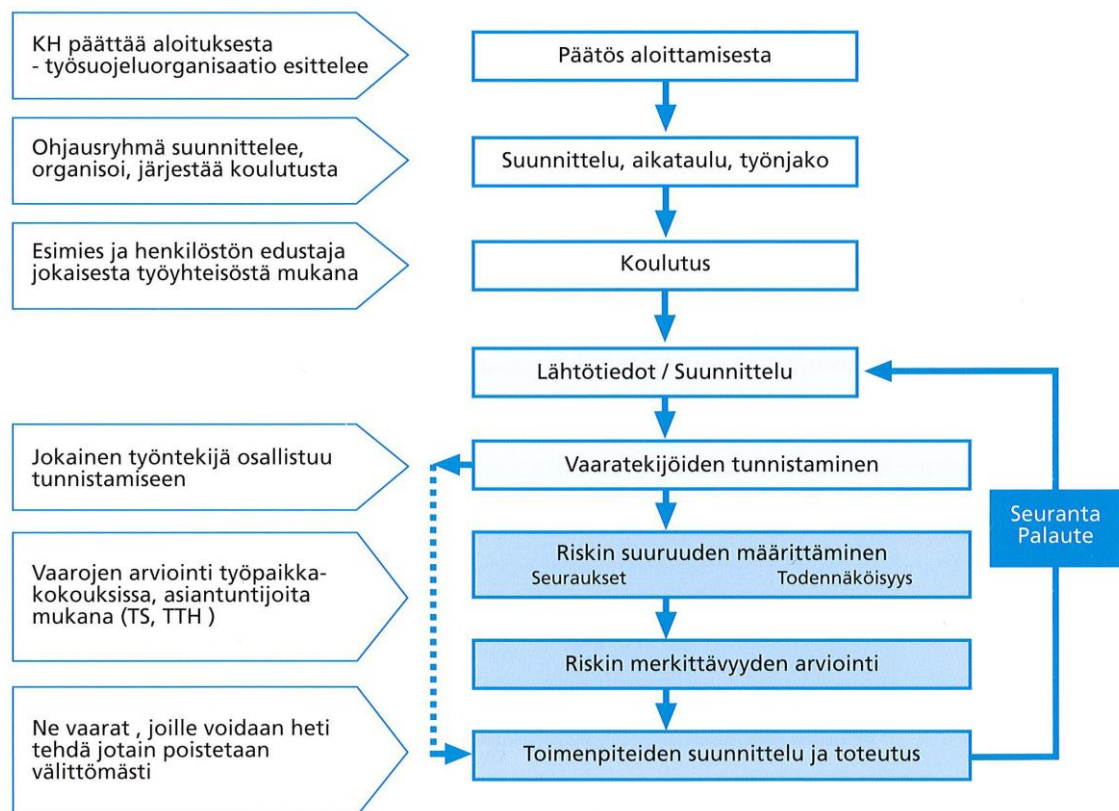 KH päättää aloituksesta
- työsuojeluorganisaatio esittelee
Päätös aloittamisesta
Ohjausryhmä suunnittelee,
organisoi, järjestää koulutusta
Suunnittelu, aikataulu, työnjako
Esimies ja henkilöstön edustaja
jokaisesta työyhteisöstä mukana
Koulutus
Lähtötiedot / Suunnittelu
Jokainen työntekijä osallistuu
tunnistamiseen
Vaaratekijöiden tunnistaminen
Seuranta
Palaute
Vaarojen arviointi työpaikka-
kokouksissa, asiantuntijoita
mukana (TS, TTH )
Riskin suuruuden määrittäminen
Seuraukset Todennäköisyys
Riskin merkittävyyden arviointi
Ne vaarat , joille voidaan heti
tehdä jotain poistetaan
välittömästi
Toimenpiteiden suunnittelu ja toteutus